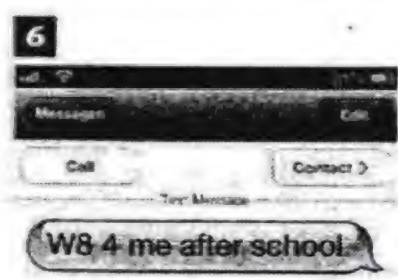 6
Messages Edit
Call Contact >
Text Message
W8 4 me after school.